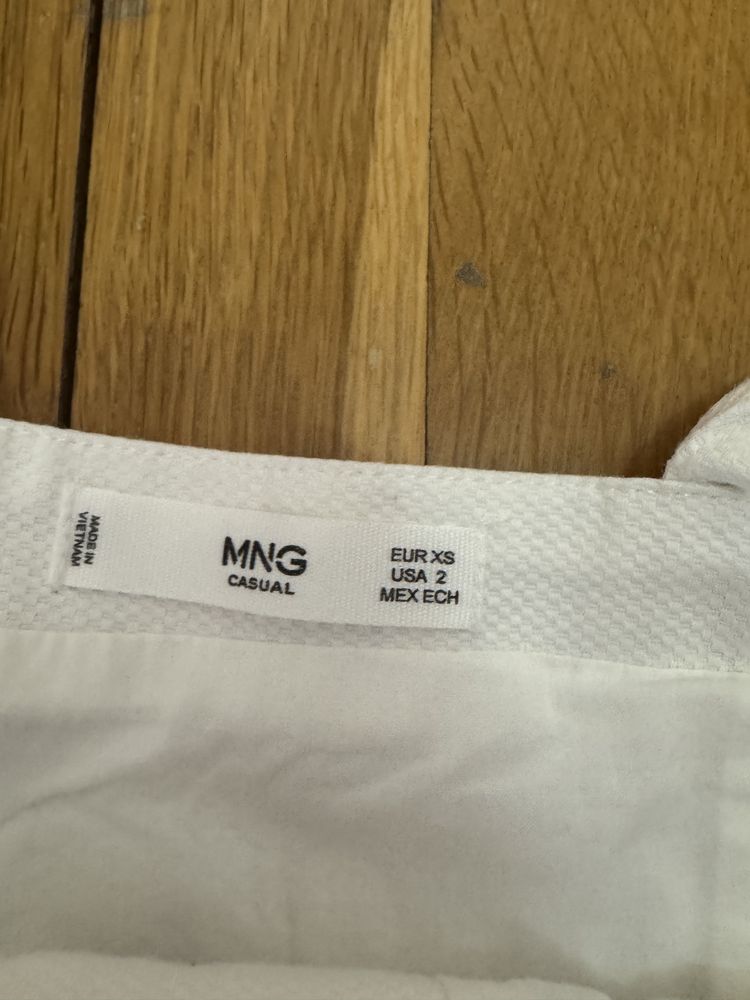 MADE IN
VIETNAM
MNG
CASUAL
EUR XS
USA 2
MEX ECH